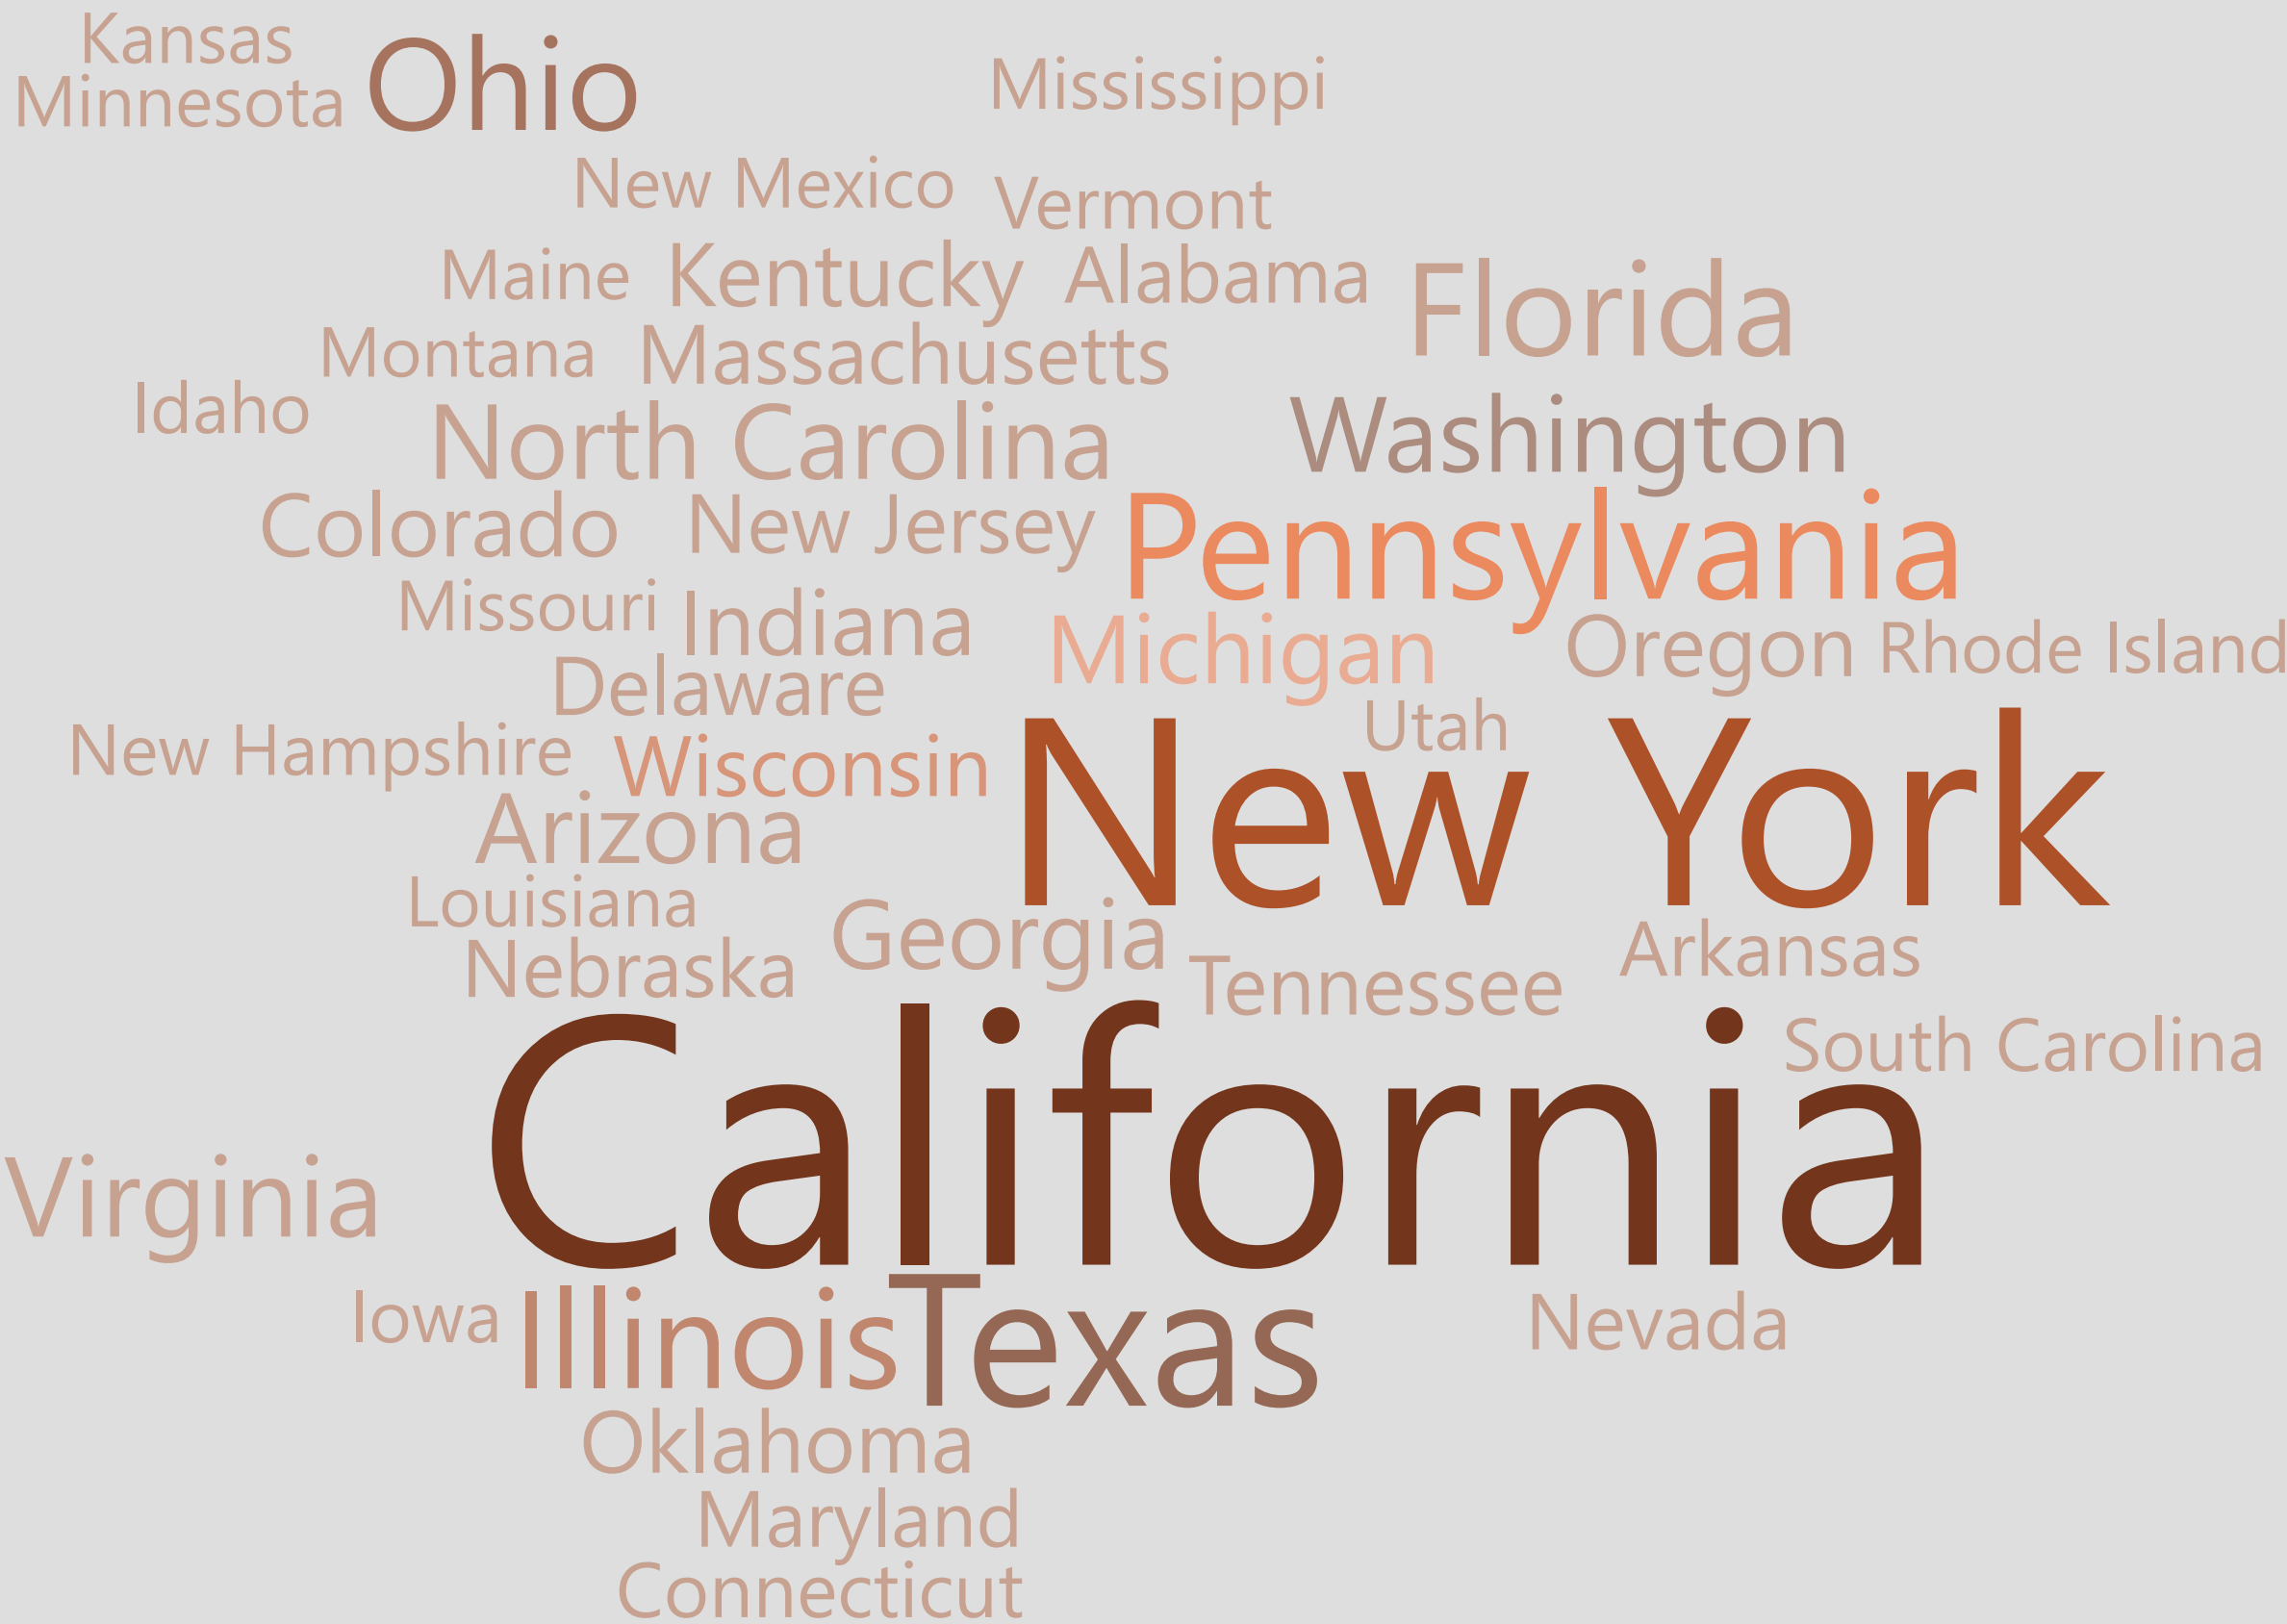 Kansas
Ohio
Mississippi
Minnesota
New Mexico
Vermont
Maine
Kentucky
Alabama
Florida
Montana
Massachusetts
Idaho
North Carolina
Washington
Colorado
New Jersey
Pennsylvania
Missouri
Indiana
Michigan
Oregon
Rhode Island
Delaware
Utah
New Hampshire
Wisconsin
New York
Arizona
Louisiana
Georgia
Arkansas
Nebraska
Tennessee
South Carolina
California
Virginia
Iowa
Illinois
Texas
Nevada
Oklahoma
Maryland
Connecticut